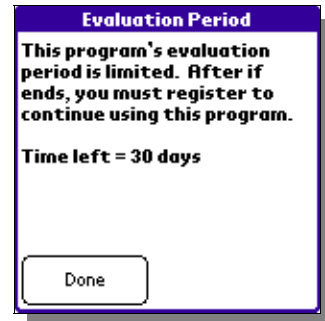 Evaluation Period
This program's evaluation
period is limited. After if
ends, you must register to
continue using this program.
Time left = 30 days
Done